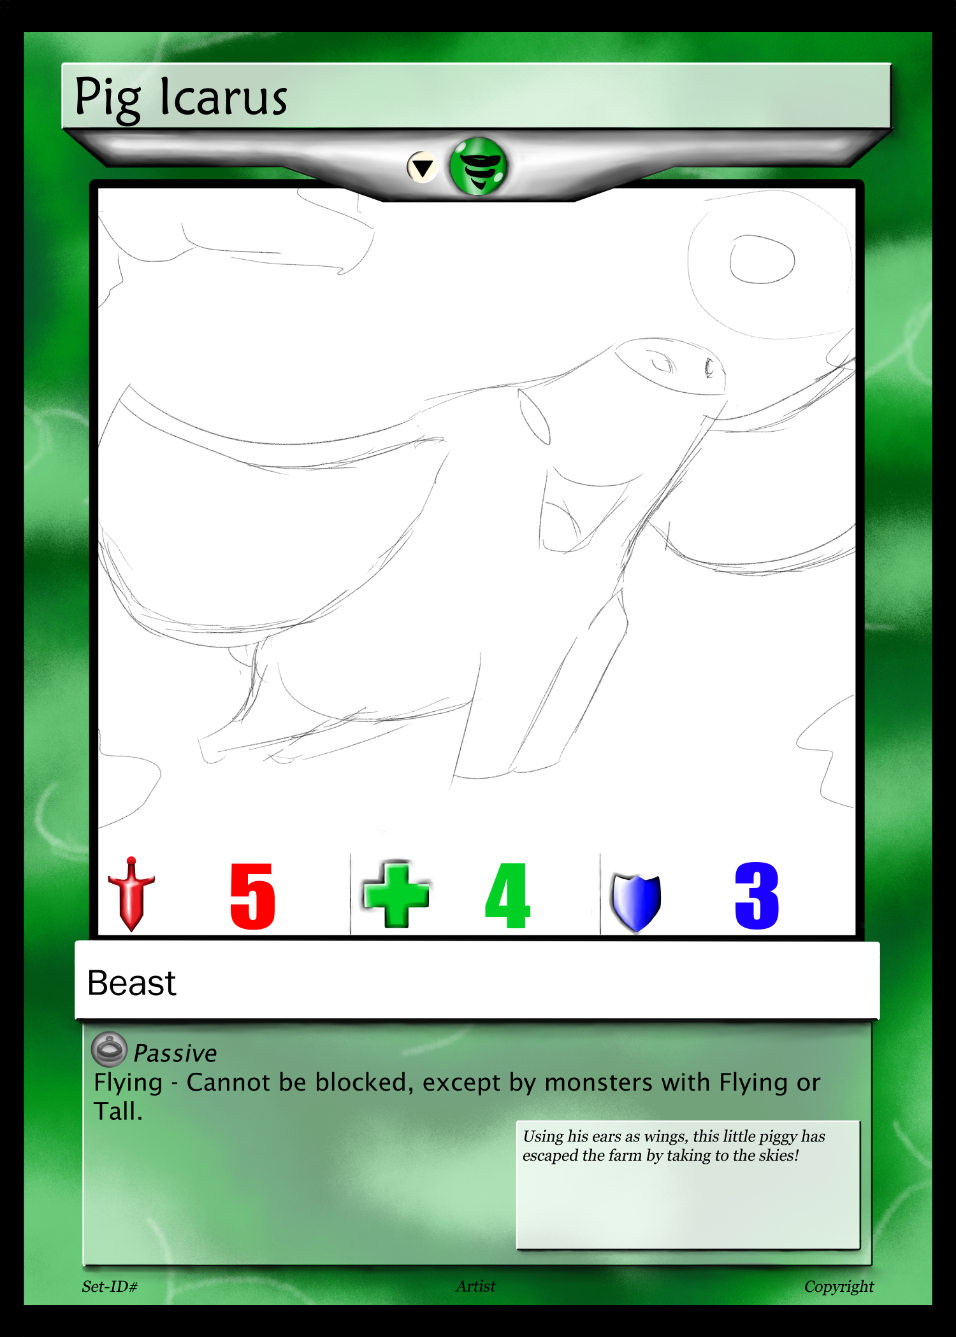 Pig Icarus
5 4 3
Beast
Passive
Flying - Cannot be blocked, except by monsters with Flying or
Tall.
Using his ears as wings, this little piggy has
escaped the farm by taking to the skies!
Set-ID# Artist Copyright